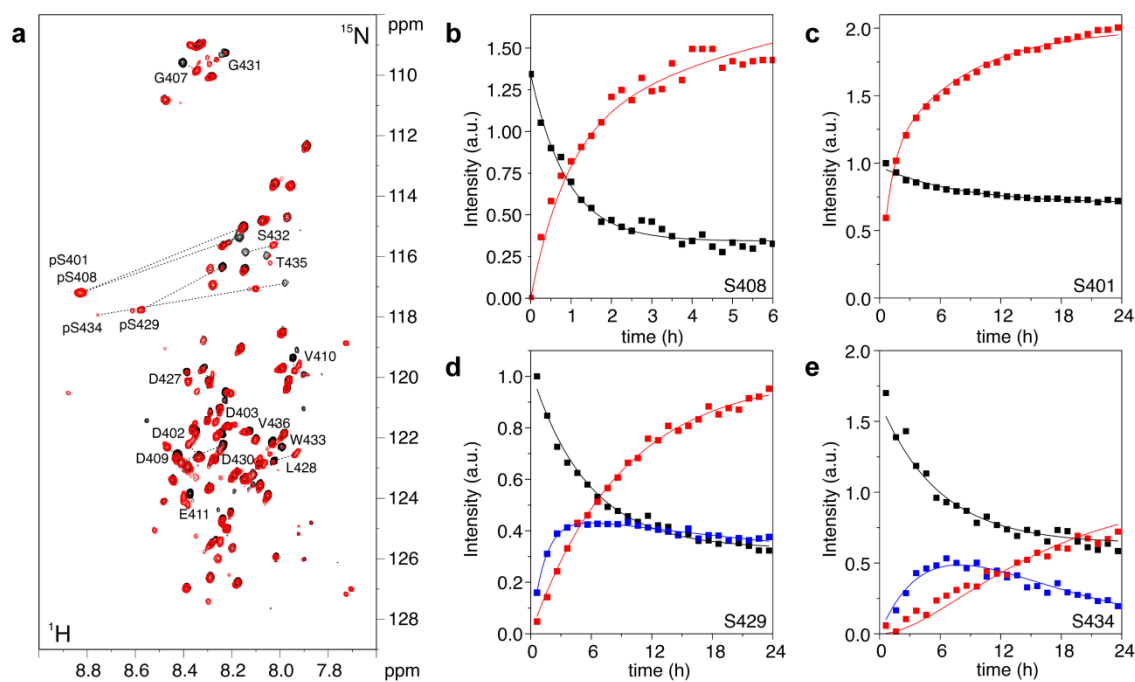 a
15N
ppm
G407
G431
110
112
114
pS401
pS408
S432
T435
116
pS434
pS429
118
V410
D427
120
D403
V436
D402
W433
122
D409
D430
L428
E411
124
126
128
1H
8.8
8.6
8.4
8.2
8.0
ppm
b
Intensity (a.u.)
1.50
1.25
1.00
0.75
0.50
0.25
0.00
0
1
2
3
4
5
6
time (h)
S408
c
Intensity (a.u.)
2.0
1.5
1.0
0.5
0.0
0
6
12
18
24
time (h)
S401
d
Intensity (a.u.)
1.0
0.8
0.6
0.4
0.2
0.0
0
6
12
18
24
time (h)
S429
e
Intensity (a.u.)
2.0
1.5
1.0
0.5
0.0
0
6
12
18
24
time (h)
S434